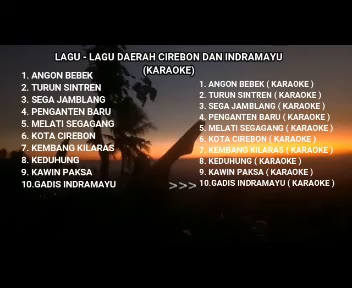 LAGU - LAGU DAERAH CIREBON DAN INDRAMAYU
(KARAOKE)
1. ANGON BEBEK
2. TURUN SINTREN
3. SEGA JAMBLANG
4. PENGANTEN BARU
5. MELATI SEGAGANG
6. KOTA CIREBON
7. KEMBANG KILARAS
8. KEDUHUNG
9. KAWIN PAKSA
10.GADIS INDRAMAYU
>>>
1. ANGON BEBEK ( KARAOKE )
2. TURUN SINTREN ( KARAOKE )
3. SEGA JAMBLANG ( KARAOKE )
4. PENGANTEN BARU ( KARAOKE )
5. MELATI SEGAGANG ( KARAOKE )
6. KOTA CIREBON ( KARAOKE )
7. KEMBANG KILARAS ( KARAOKE )
8. KEDUHUNG ( KARAOKE )
9. KAWIN PAKSA ( KARAOKE )
10.GADIS INDRAMAYU ( KARAOKE )